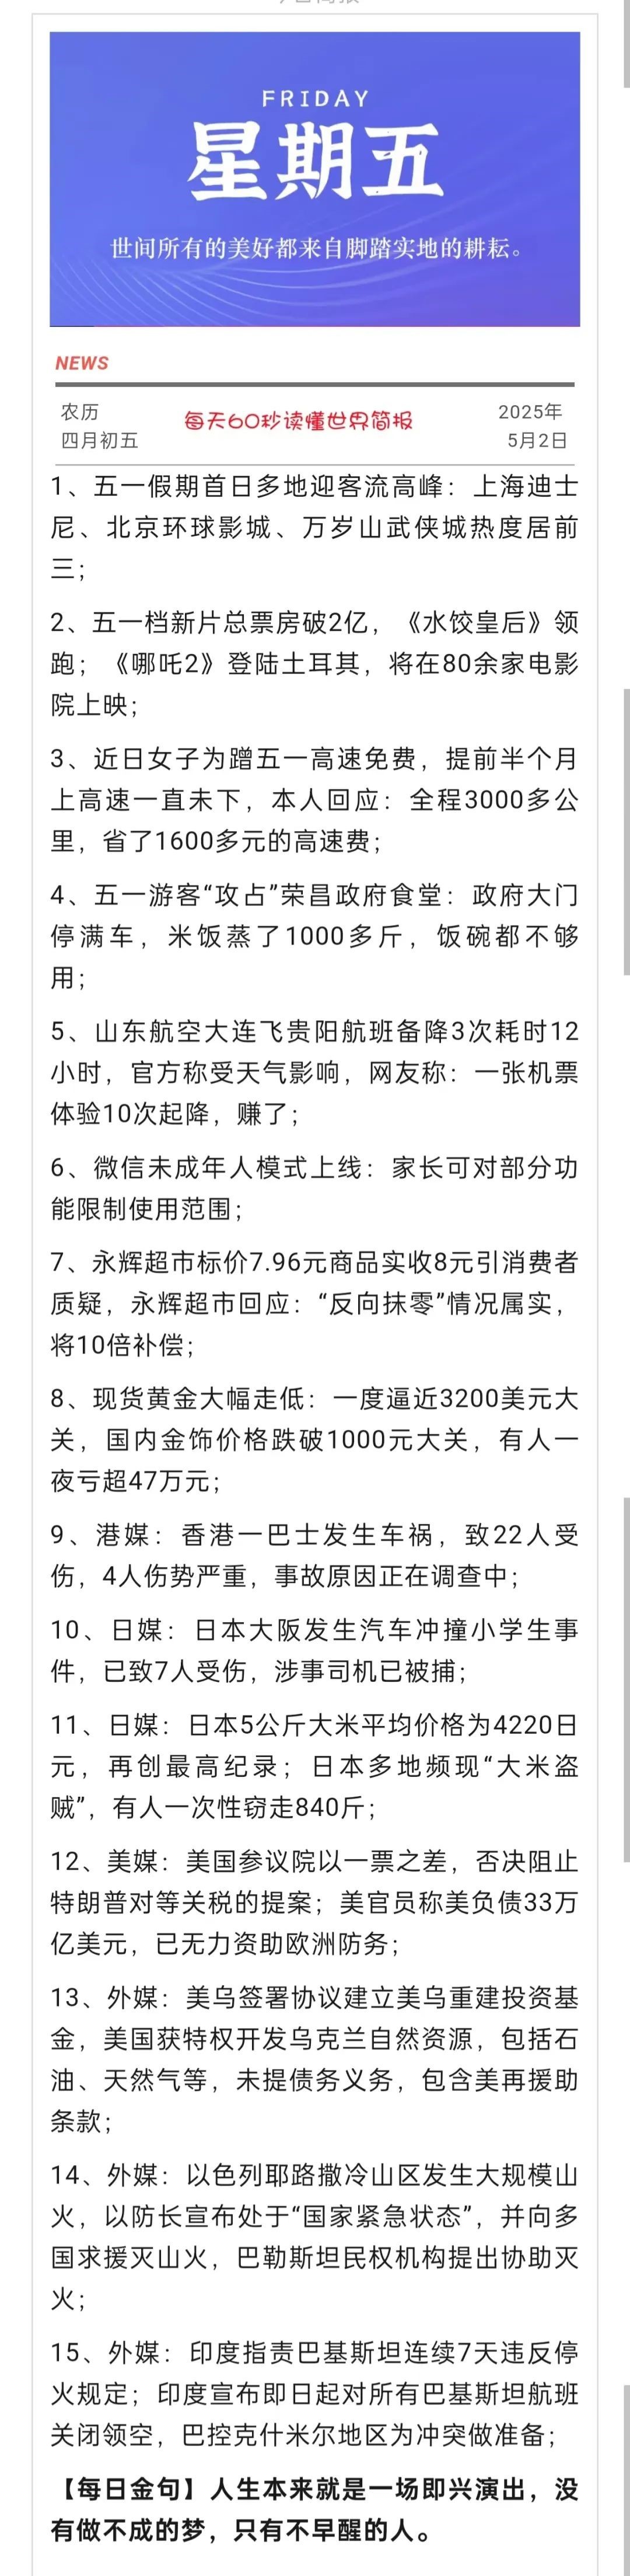 FRIDAY
星期五
世间所有的美好都来自脚踏实地的耕耘。
NEWS
农历
四月初五
每天60秒读懂世界简报
2025年
5月2日
1、五一假期首日多地迎客流高峰：上海迪士
尼、北京环球影城、万岁山武侠城热度居前
三；
2、五一档新片总票房破2亿，《水饺皇后》领
跑；《哪吒2》登陆土耳其，将在80余家电影
院上映；
3、近日女子为蹭五一高速免费，提前半个月
上高速一直未下，本人回应：全程3000多公
里，省了1600多元的高速费；
4、五一游客“攻占”荣昌政府食堂：政府大门
停满车，米饭蒸了1000多斤，饭碗都不够
用；
5、山东航空大连飞贵阳航班备降3次耗时12
小时，官方称受天气影响，网友称：一张机票
体验10次起降，赚了；
6、微信未成年人模式上线：家长可对部分功
能限制使用范围；
7、永辉超市标价7.96元商品实收8元引消费者
质疑，永辉超市回应：“反向抹零”情况属实，
将10倍补偿；
8、现货黄金大幅走低：一度逼近3200美元大
关，国内金饰价格跌破1000元大关，有人一
夜亏超47万元；
9、港媒：香港一巴士发生车祸，致22人受
伤，4人伤势严重，事故原因正在调查中；
10、日媒：日本大阪发生汽车冲撞小学生事
件，已致7人受伤，涉事司机已被捕；
11、日媒：日本5公斤大米平均价格为4220日
元，再创最高纪录；日本多地频现“大米盗
贼”，有人一次性窃走840斤；
12、美媒：美国参议院以一票之差，否决阻止
特朗普对等关税的提案；美官员称美负债33万
亿美元，已无力资助欧洲防务；
13、外媒：美乌签署协议建立美乌重建投资基
金，美国获特权开发乌克兰自然资源，包括石
油、天然气等，未提债务义务，包含美再援助
条款；
14、外媒：以色列耶路撒冷山区发生大规模山
火，以防长宣布处于“国家紧急状态”，并向多
国求援灭山火，巴勒斯坦民权机构提出协助灭
火；
15、外媒：印度指责巴基斯坦连续7天违反停
火规定；印度宣布即日起对所有巴基斯坦航班
关闭领空，巴控克什米尔地区为冲突做准备；
【每日金句】人生本来就是一场即兴演出，没
有做不成的梦，只有不早醒的人。